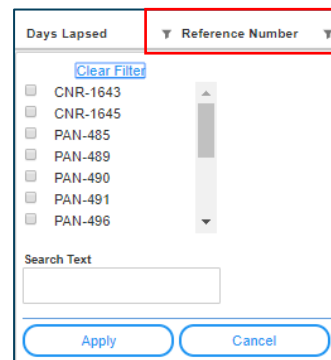 Days Lapsed Reference Number
Clear Filter
CNR-1643
CNR-1645
PAN-485
PAN-489
PAN-490
PAN-491
PAN-496
Search Text
Apply Cancel